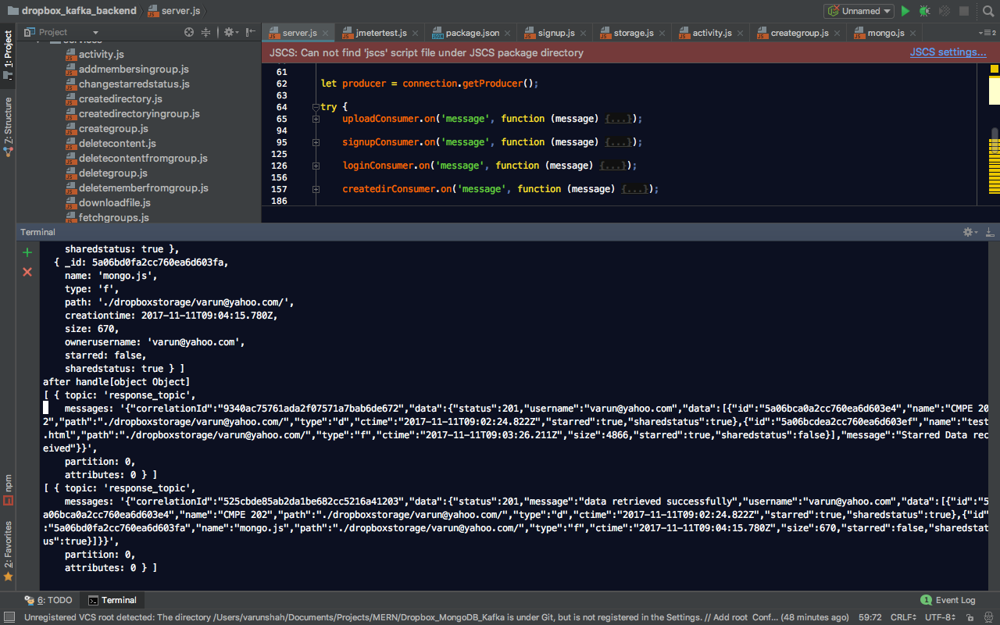 dropbox_kafka_backend
server.js
Unnamed
Project
server.js
jmetertest.js
package.json
signup.js
storage.js
activity.js
creategroup.js
mongo.js
2
JSCS: Can not find 'jscs' script file under JSCS package directory
JSCS settings...
1: Project
Z: Structure
npm
2: Favorites
activity.js
addmembersingroup.js
changestarredstatus.js
createdirectory.js
createdirectoryingroup.js
creategroup.js
deletecontent.js
deletecontentfromgroup.js
deletegroup.js
deletememberfromgroup.js
downloadfile.js
fetchgroups.js
61
62 let producer = connection.getProducer();
63
64 try {
65 uploadConsumer.on('message', function (message) {...});
94
95 signupConsumer.on('message', function (message) {...});
125
126 loginConsumer.on('message', function (message) {...});
156
157 createdirConsumer.on('message', function (message) {...});
186
Terminal
sharedstatus: true },
{ _id: 5a06bd0fa2cc760ea6d603fa,
name: 'mongo.js',
type: 'f',
path: './dropboxstorage/varun@yahoo.com/',
creationtime: 2017-11-11T09:04:15.780Z,
size: 670,
ownerusername: 'varun@yahoo.com',
starred: false,
sharedstatus: true } ]
after handle[object Object]
[ { topic: 'response_topic',
messages: '{"correlationId":"9340ac75761ada2f07571a7bab6de672","data":{"status":201,"username":"varun@yahoo.com","data":[{"id":"5a06bca0a2cc760ea6d603e4","name":"CMPE 20
2","path":"./dropboxstorage/varun@yahoo.com/","type":"d","ctime":"2017-11-11T09:02:24.822Z","starred":true,"sharedstatus":true},{"id":"5a06bcdea2cc760ea6d603ef","name":"test
.html","path":"./dropboxstorage/varun@yahoo.com/","type":"f","ctime":"2017-11-11T09:03:26.211Z","size":4866,"starred":true,"sharedstatus":false}],"message":"Starred Data rec
eived"}}',
partition: 0,
attributes: 0 } ]
[ { topic: 'response_topic',
messages: '{"correlationId":"525cbde85ab2da1be682cc5216a41203","data":{"status":201,"message":"data retrieved successfully","username":"varun@yahoo.com","data":[{"id":"5
a06bca0a2cc760ea6d603e4","name":"CMPE 202","path":"./dropboxstorage/varun@yahoo.com/","type":"d","ctime":"2017-11-11T09:02:24.822Z","starred":true,"sharedstatus":true},{"id"
:"5a06bd0fa2cc760ea6d603fa","name":"mongo.js","path":"./dropboxstorage/varun@yahoo.com/","type":"f","ctime":"2017-11-11T09:04:15.780Z","size":670,"starred":false,"sharedstat
us":true}]}}',
partition: 0,
attributes: 0 } ]
6: TODO
Terminal
1 Event Log
Unregistered VCS root detected: The directory /Users/varunshah/Documents/Projects/MERN/Dropbox_MongoDB_Kafka is under Git, but is not registered in the Settings. // Add root Conf... (48 minutes ago)
59:72
CRLF
UTF-8